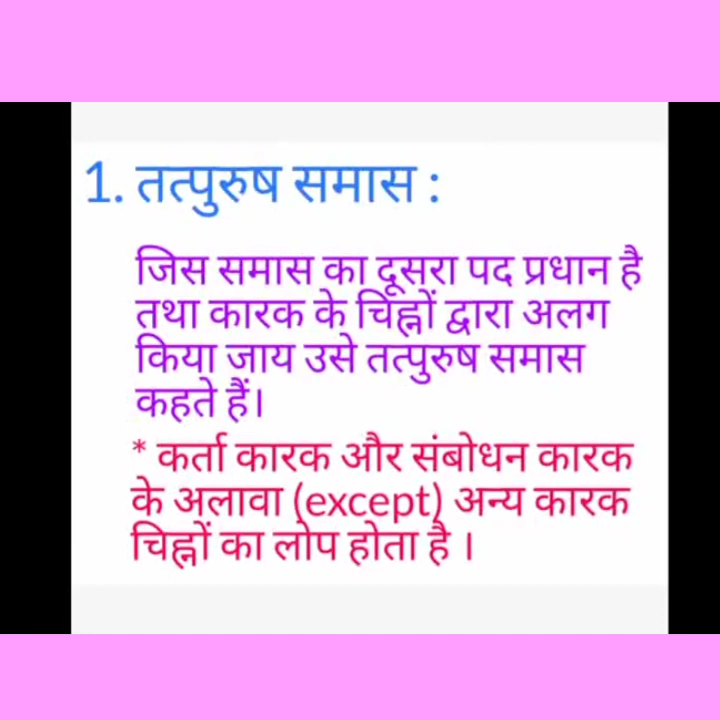 1. तत्पुरुष समास :
जिस समास का दूसरा पद प्रधान है
तथा कारक के चिह्नों द्वारा अलग
किया जाय उसे तत्पुरुष समास
कहते हैं।
* कर्ता कारक और संबोधन कारक
के अलावा (except) अन्य कारक
चिह्नों का लोप होता है ।